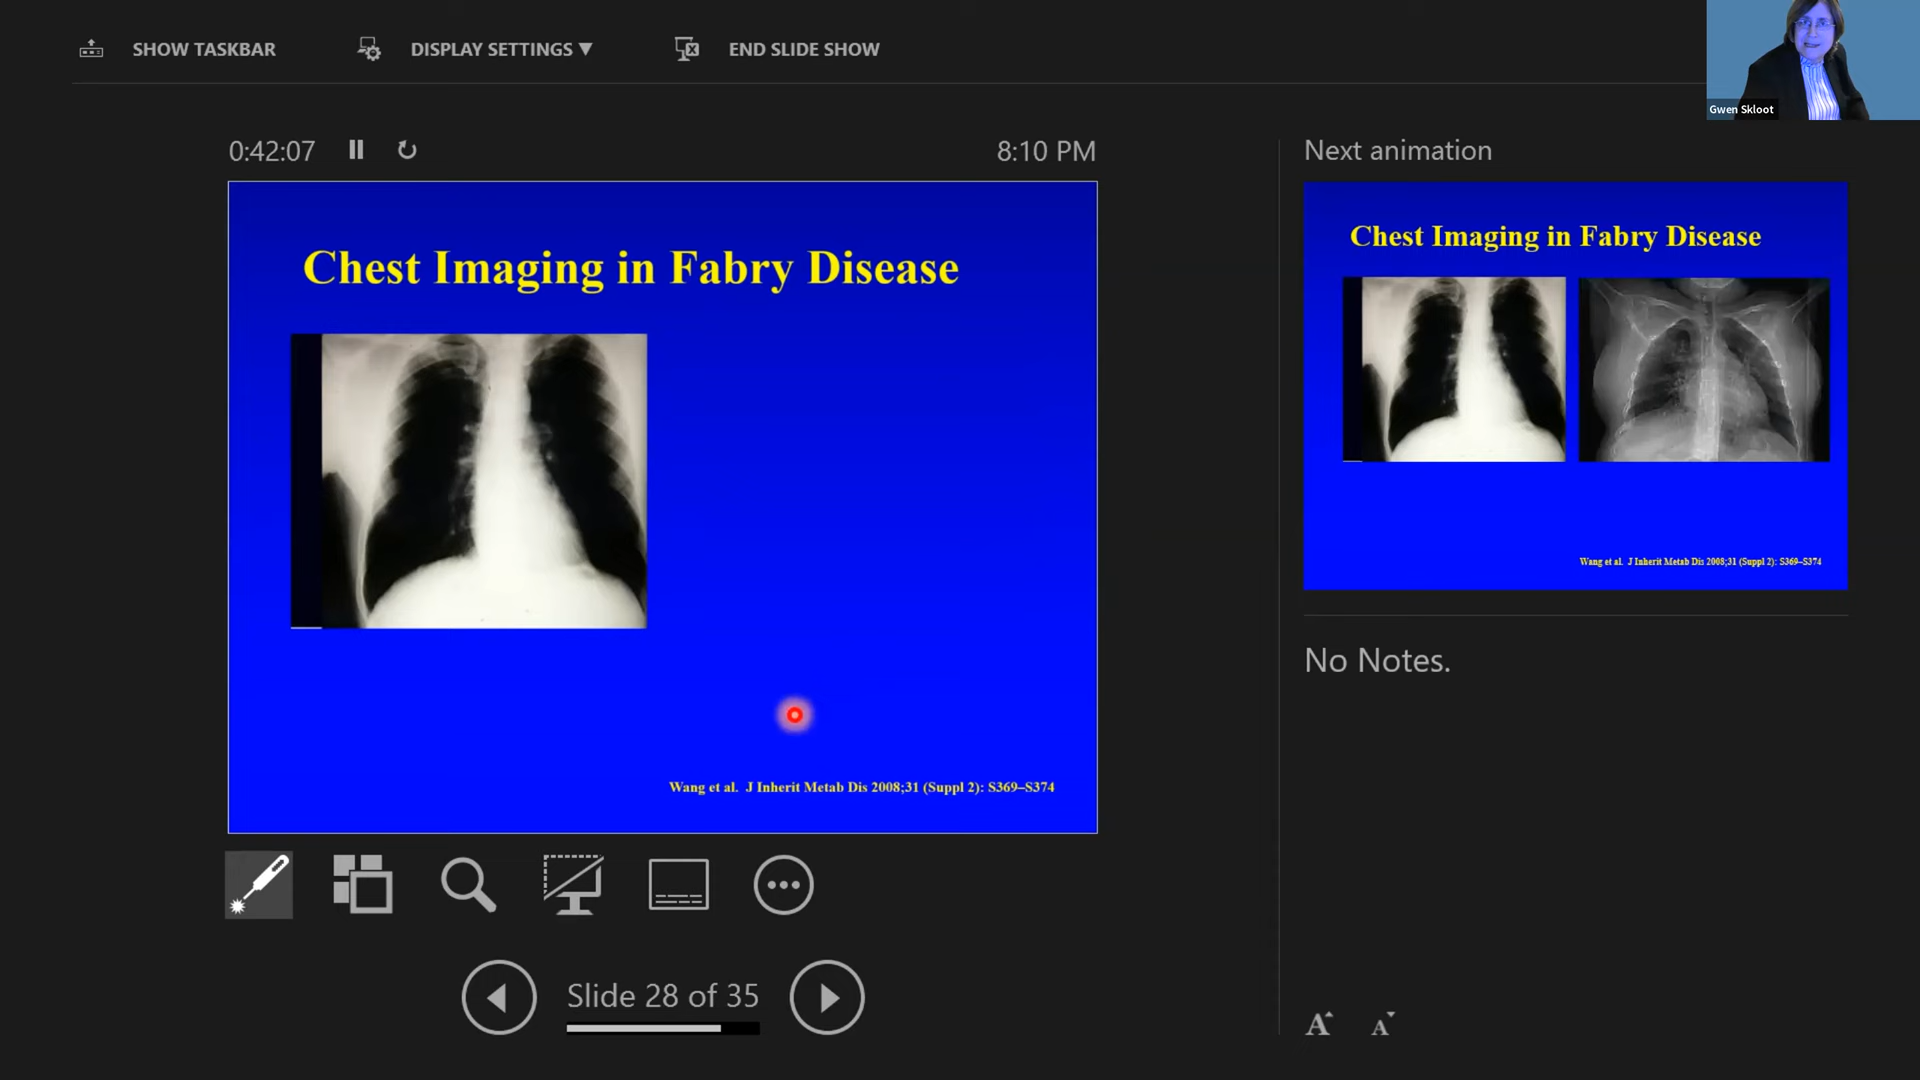 SHOW TASKBAR
DISPLAY SETTINGS ▼
END SLIDE SHOW
Gwen Skloot
0:42:07
8:10 PM
Next animation
Chest Imaging in Fabry Disease
Wang et al. J Inherit Metab Dis 2008;31 (Suppl 2): S369–S374
Chest Imaging in Fabry Disease
Wang et al. J Inherit Metab Dis 2008;31 (Suppl 2): S369–S374
No Notes.
Slide 28 of 35
A A